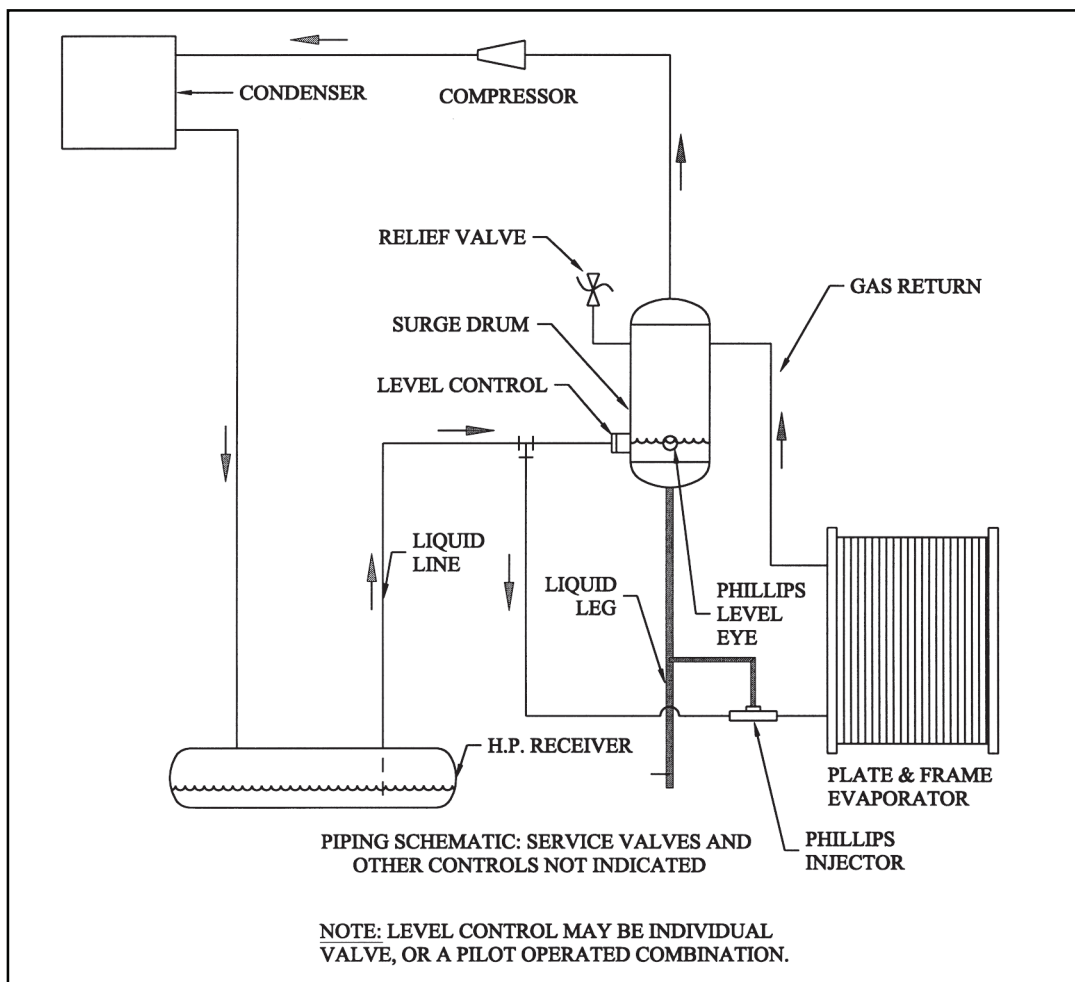 CONDENSER
COMPRESSOR
RELIEF VALVE
GAS RETURN
SURGE DRUM
LEVEL CONTROL
LIQUID
LINE
LIQUID
LEG
PHILLIPS
LEVEL
EYE
H.P. RECEIVER
PLATE & FRAME
EVAPORATOR
PHILLIPS
INJECTOR
PIPING SCHEMATIC: SERVICE VALVES AND
OTHER CONTROLS NOT INDICATED
NOTE: LEVEL CONTROL MAY BE INDIVIDUAL
VALVE, OR A PILOT OPERATED COMBINATION.